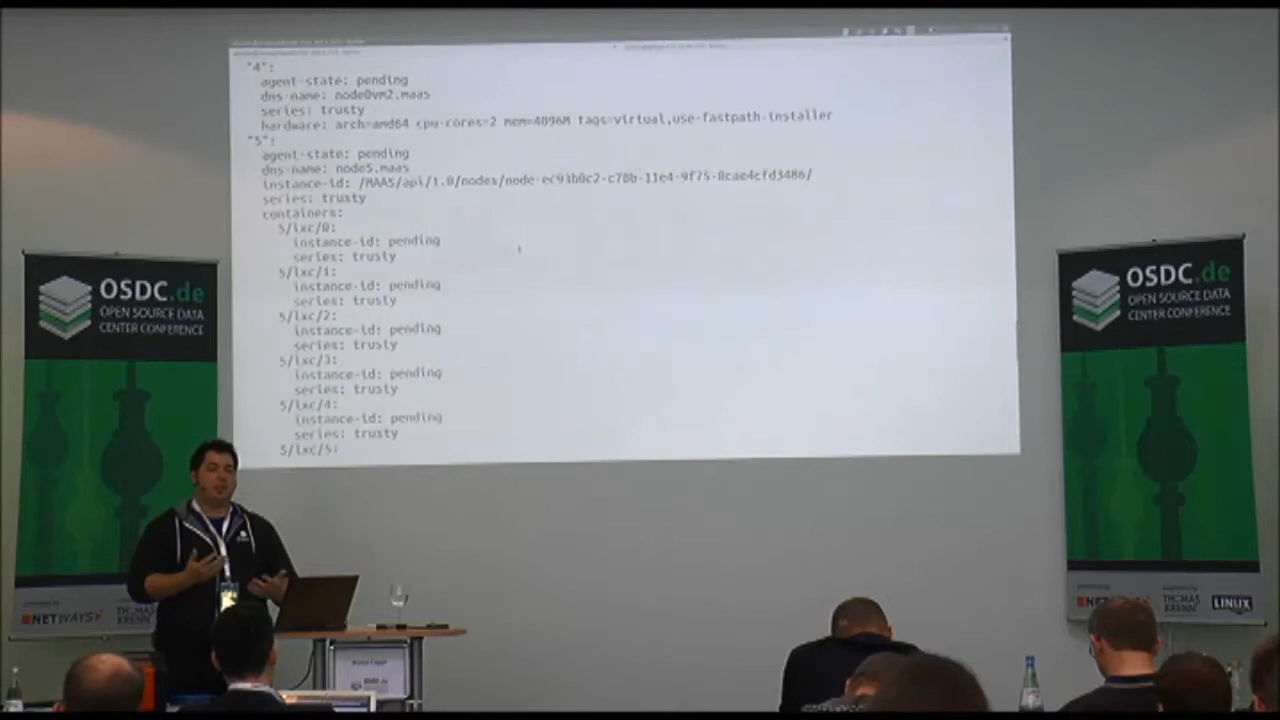 "4":
agent-state: pending
dns-name: node0vm2.maas
series: trusty
hardware: arch=amd64 cpu-cores=2 mem=4096M tags=virtual,use-fastpath-installer
"5":
agent-state: pending
dns-name: node5.maas
instance-id: /MAAS/api/1.0/nodes/node-ec93b0c2-c70b-11e4-9f75-0cae4cfd3486/
series: trusty
containers:
5/lxc/0:
instance-id: pending
series: trusty
5/lxc/1:
instance-id: pending
series: trusty
5/lxc/2:
instance-id: pending
series: trusty
5/lxc/3:
instance-id: pending
series: trusty
5/lxc/4:
instance-id: pending
series: trusty
5/lxc/5:
OSDC.de
OPEN SOURCE DATA
CENTER CONFERENCE
NETWAYS
THOMAS
KRENN
OSDC.de
OPEN SOURCE DATA
CENTER CONFERENCE
THOMAS
KRENN
LINUX